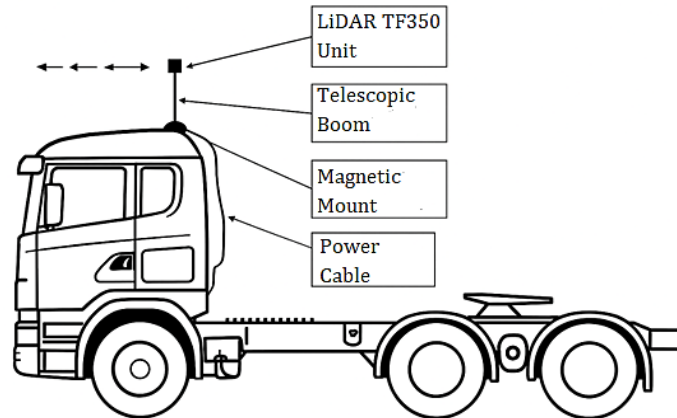 LiDAR TF350
Unit
Telescopic
Boom
Magnetic
Mount
Power
Cable